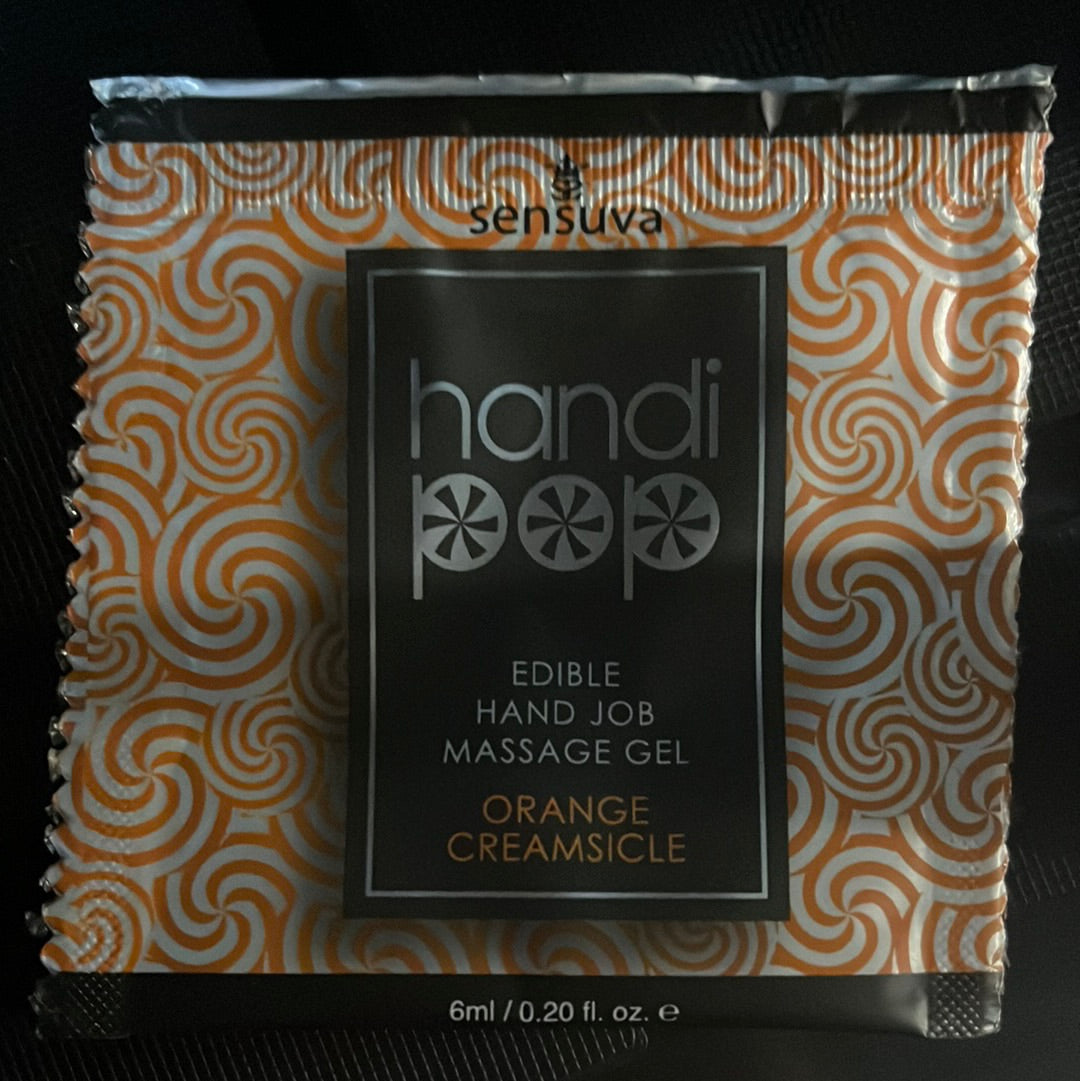 sensuva
handi
pop
EDIBLE
HAND JOB
MASSAGE GEL
ORANGE
CREAMSICLE
6ml / 0.20 fl. oz. ℮